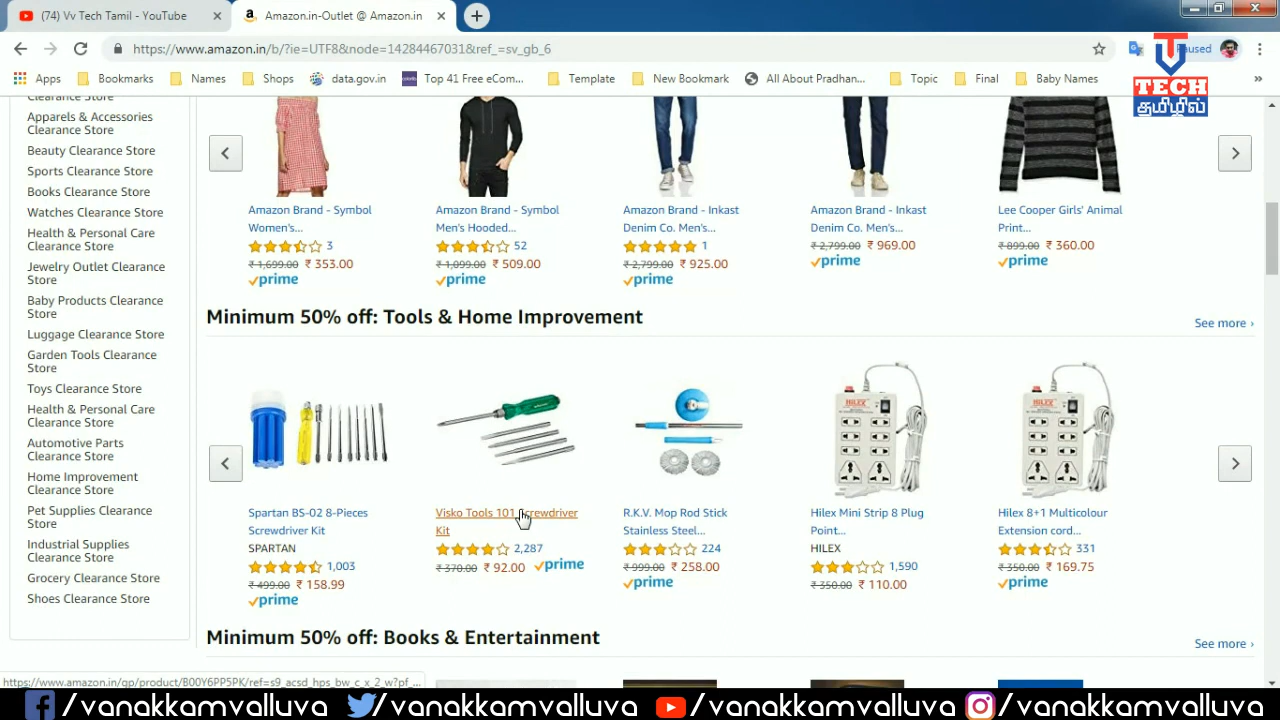 (74) Vv Tech Tamil - YouTube
Amazon.in-Outlet @ Amazon.in
https://www.amazon.in/b/?ie=UTF8&node=14284467031&ref_=sv_gb_6
Paused
Apps
Bookmarks
Names
Shops
data.gov.in
Top 41 Free eCom...
Template
New Bookmark
All About Pradhan...
Topic
Final
Baby Names
TECH
தமிழில்
Clearance Store
Apparels & Accessories
Clearance Store
Beauty Clearance Store
Sports Clearance Store
Books Clearance Store
Watches Clearance Store
Health & Personal Care
Clearance Store
Jewelry Outlet Clearance
Store
Baby Products Clearance
Store
Luggage Clearance Store
Garden Tools Clearance
Store
Toys Clearance Store
Health & Personal Care
Clearance Store
Automotive Parts
Clearance Store
Home Improvement
Clearance Store
Pet Supplies Clearance
Store
Industrial Supplies
Clearance Store
Grocery Clearance Store
Shoes Clearance Store
Amazon Brand - Symbol
Women's...
3
₹ 1,699.00 ₹ 353.00
prime
Amazon Brand - Symbol
Men's Hooded...
52
₹ 1,099.00 ₹ 509.00
prime
Amazon Brand - Inkast
Denim Co. Men's...
1
₹ 2,799.00 ₹ 925.00
prime
Amazon Brand - Inkast
Denim Co. Men's...
₹ 2,799.00 ₹ 969.00
prime
Lee Cooper Girls' Animal
Print...
₹ 899.00 ₹ 360.00
prime
Minimum 50% off: Tools & Home Improvement
See more ›
HILEX
HILEX
Spartan BS-02 8-Pieces
Screwdriver Kit
SPARTAN
1,003
₹ 499.00 ₹ 158.99
prime
Visko Tools 101 Screwdriver
Kit
2,287
₹ 370.00 ₹ 92.00 prime
R.K.V. Mop Rod Stick
Stainless Steel...
224
₹ 999.00 ₹ 258.00
prime
Hilex Mini Strip 8 Plug
Point...
HILEX
1,590
₹ 350.00 ₹ 110.00
Hilex 8+1 Multicolour
Extension cord...
331
₹ 350.00 ₹ 169.75
prime
Minimum 50% off: Books & Entertainment
See more ›
https://www.amazon.in/gp/product/B00Y6PP5PK/ref=s9_acsd_hps_bw_c_x_2_w?pf_...
/vanakkamvalluva
/vanakkamvalluva
/vanakkamvalluva
/vanakkamvalluva